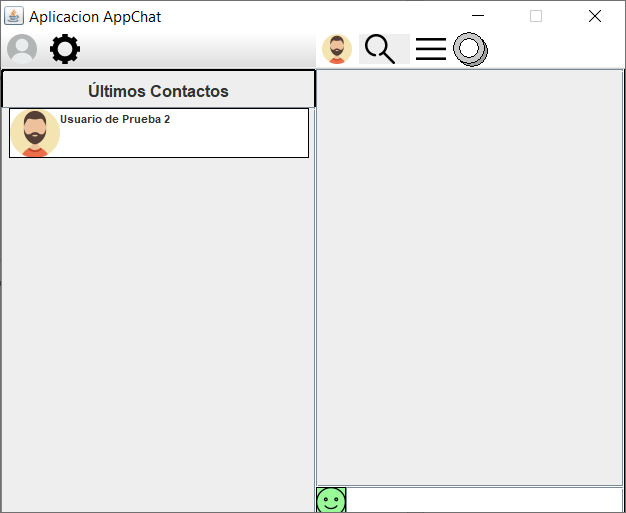 Aplicacion AppChat
Últimos Contactos
Usuario de Prueba 2